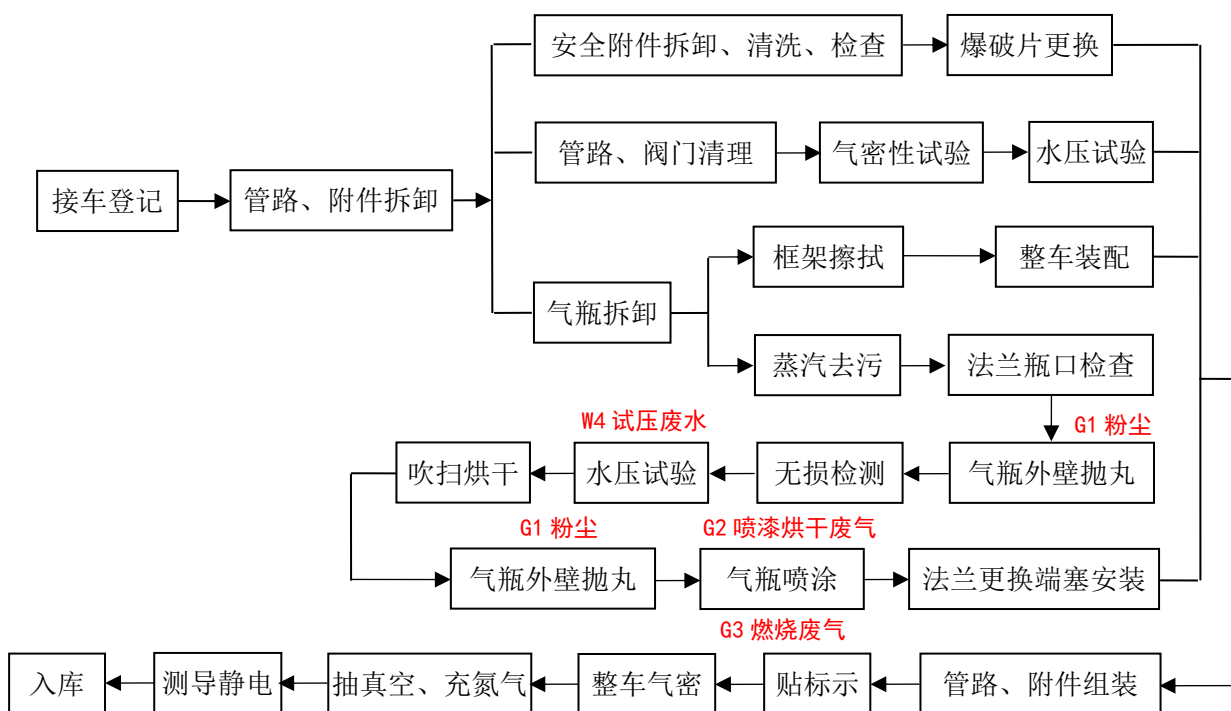 安全附件拆卸、清洗、检查
爆破片更换
管路、阀门清理
气密性试验
水压试验
接车登记
管路、附件拆卸
框架擦拭
整车装配
气瓶拆卸
蒸汽去污
法兰瓶口检查
W4 试压废水
G1 粉尘
吹扫烘干
水压试验
无损检测
气瓶外壁抛丸
G1 粉尘
G2 喷漆烘干废气
气瓶外壁抛丸
气瓶喷涂
法兰更换端塞安装
G3 燃烧废气
入库
测导静电
抽真空、充氮气
整车气密
贴标示
管路、附件组装